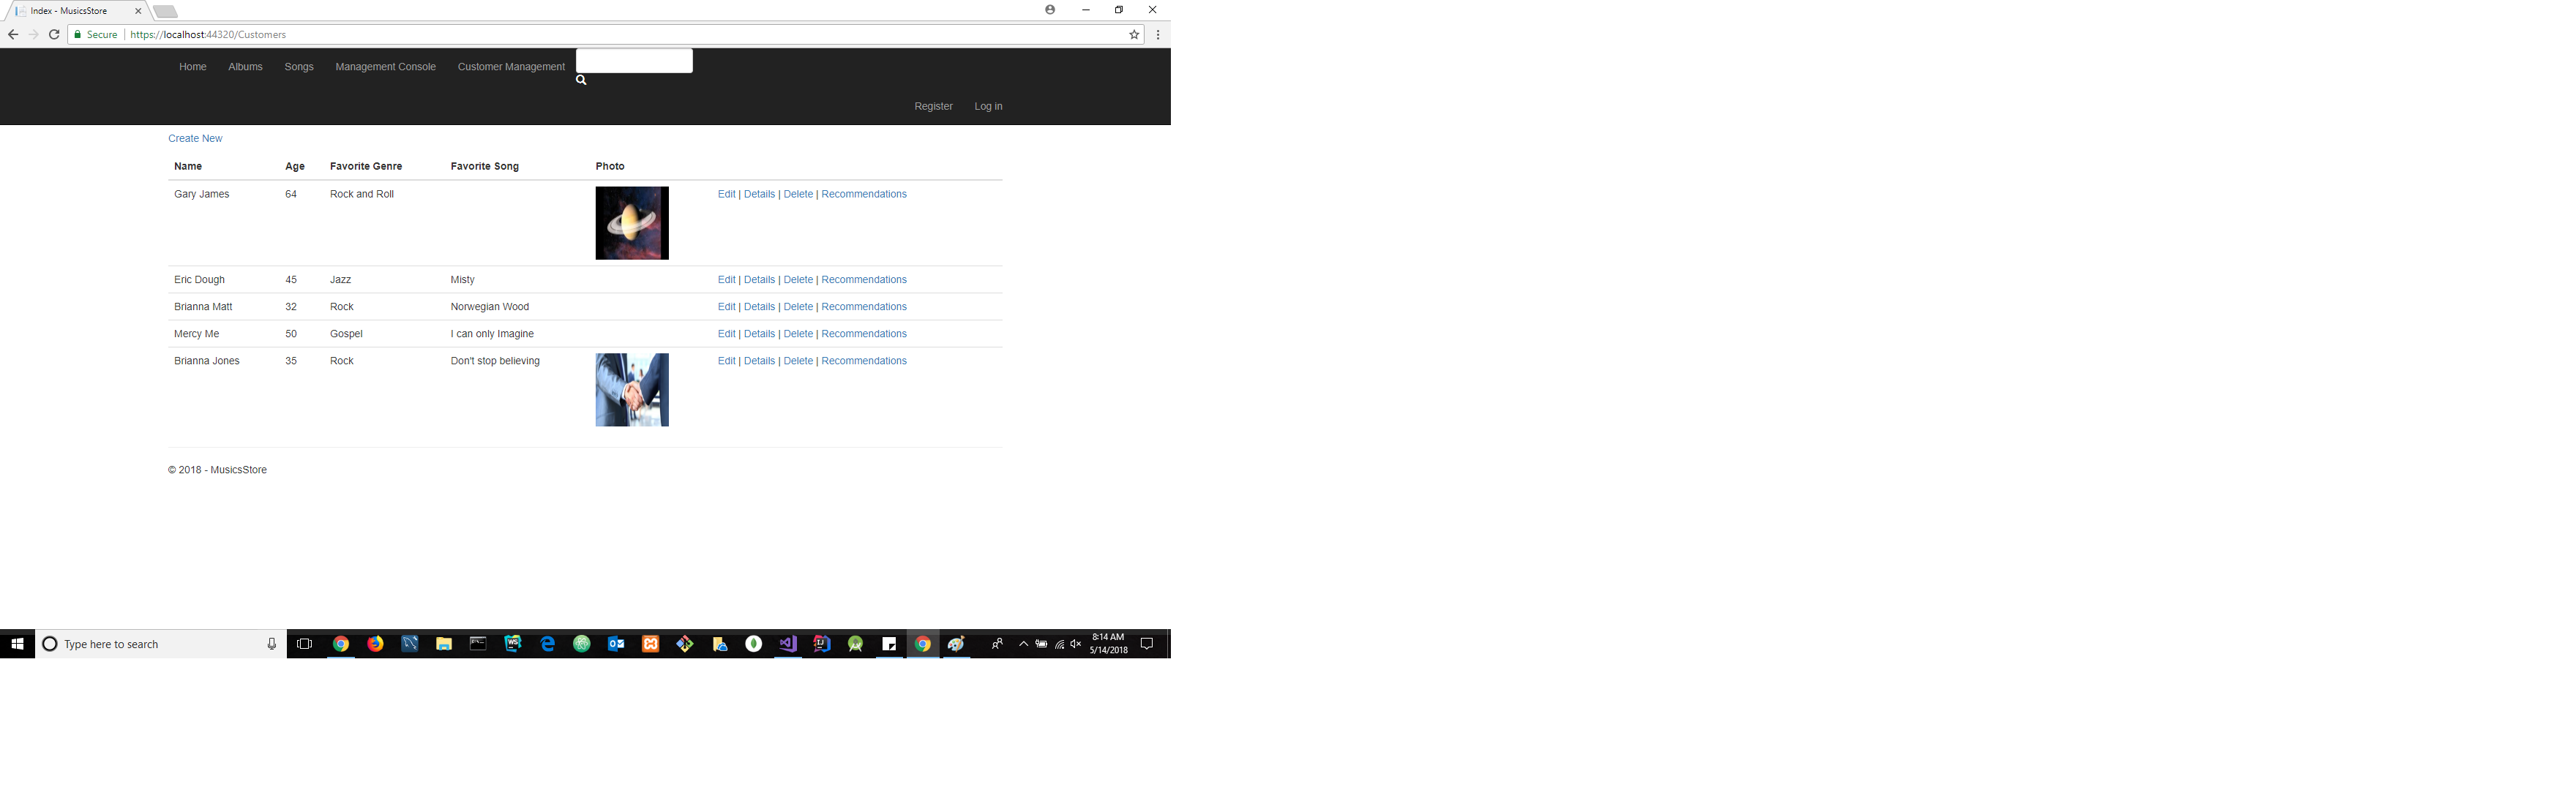 Index - MusicsStore
Secure | https://localhost:44320/Customers
Home Albums Songs Management Console Customer Management
Register Log in
Create New
Name Age Favorite Genre Favorite Song Photo
Gary James 64 Rock and Roll Edit | Details | Delete | Recommendations
Eric Dough 45 Jazz Misty Edit | Details | Delete | Recommendations
Brianna Matt 32 Rock Norwegian Wood Edit | Details | Delete | Recommendations
Mercy Me 50 Gospel I can only Imagine Edit | Details | Delete | Recommendations
Brianna Jones 35 Rock Don't stop believing Edit | Details | Delete | Recommendations
© 2018 - MusicsStore
Type here to search
WS
IJ
8:14 AM
5/14/2018